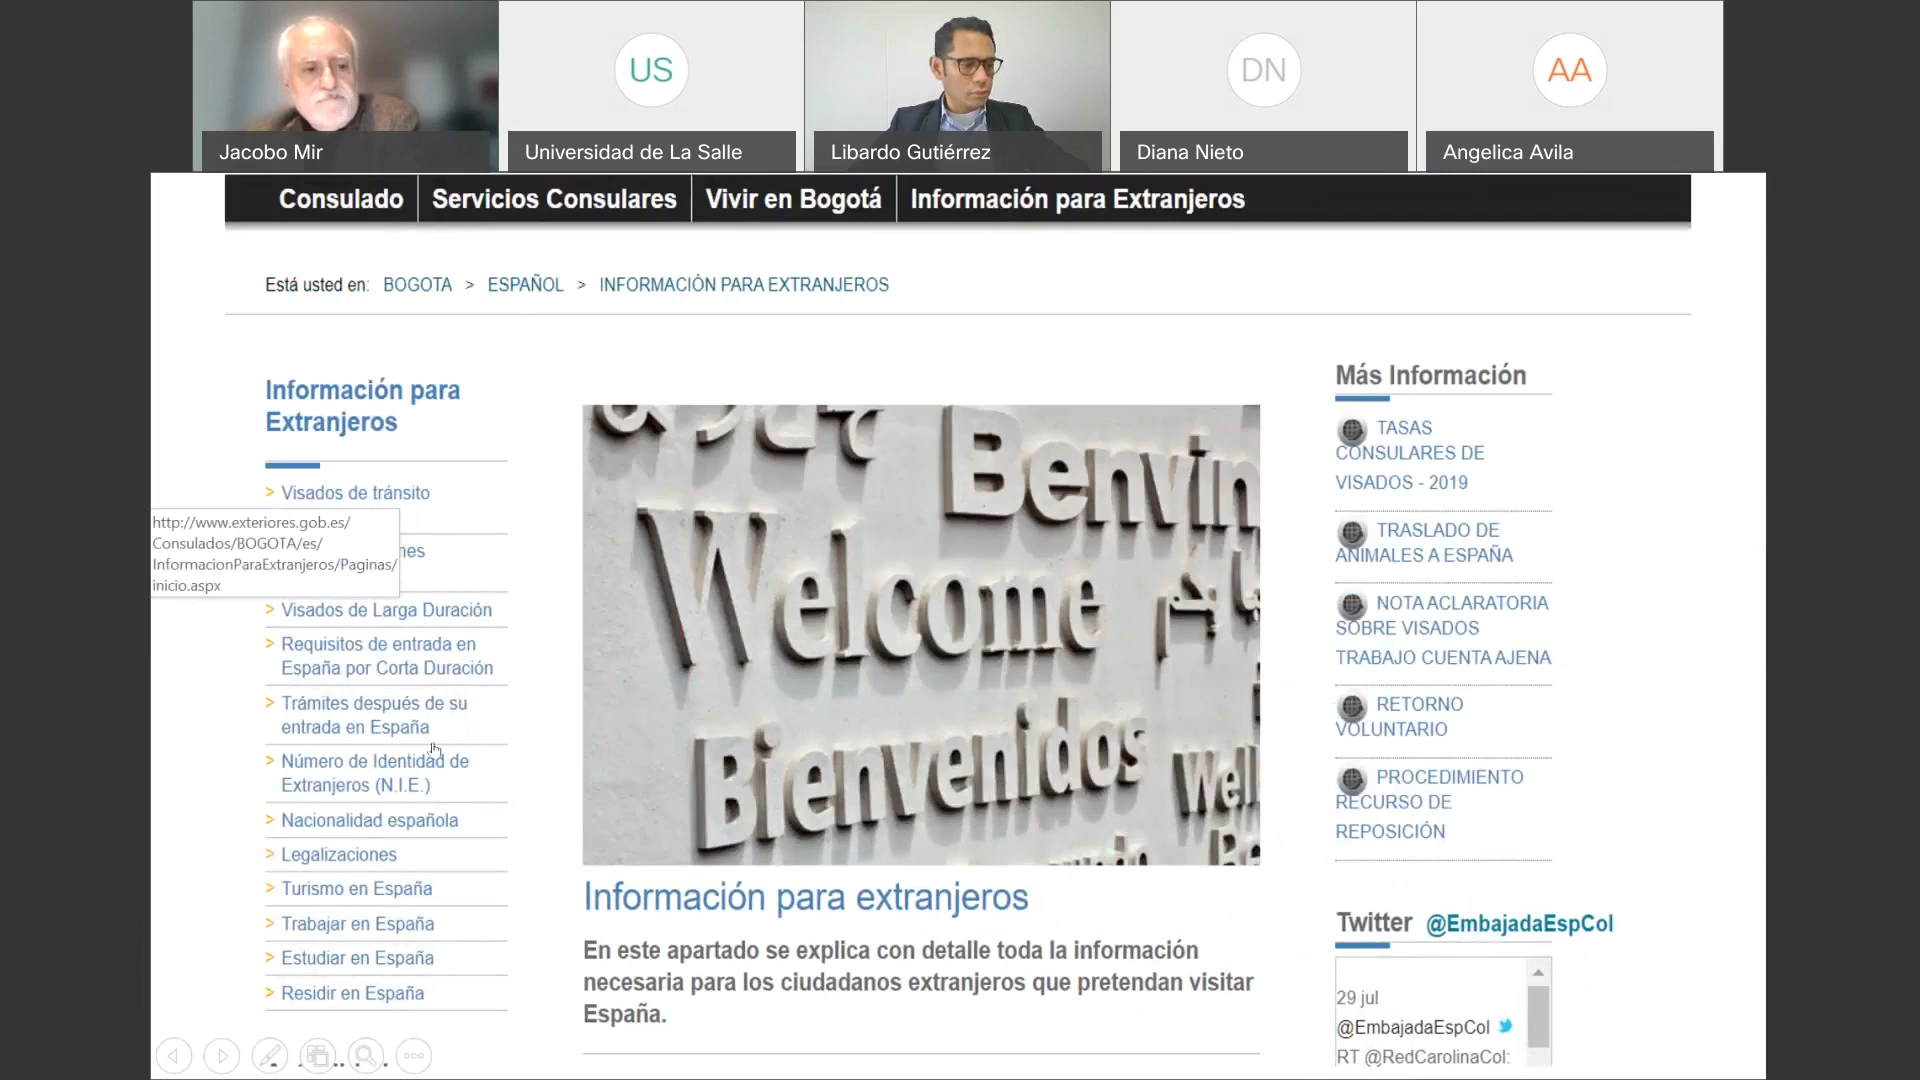 US
DN
AA
Jacobo Mir
Universidad de La Salle
Libardo Gutiérrez
Diana Nieto
Angelica Avila
Consulado
Servicios Consulares
Vivir en Bogotá
Información para Extranjeros
Está usted en: BOGOTA > ESPAÑOL > INFORMACIÓN PARA EXTRANJEROS
Información para
Extranjeros
> Visados de tránsito
http://www.exteriores.gob.es/
Consulados/BOGOTA/es/
InformacionParaExtranjeros/Paginas/
inicio.aspx
> Visados de Larga Duración
> Requisitos de entrada en
España por Corta Duración
> Trámites después de su
entrada en España
> Número de Identidad de
Extranjeros (N.I.E.)
> Nacionalidad española
> Legalizaciones
> Turismo en España
> Trabajar en España
> Estudiar en España
> Residir en España
Benvin
Welcome
Bienvenidos
Well
Be
Información para extranjeros
En este apartado se explica con detalle toda la información
necesaria para los ciudadanos extranjeros que pretendan visitar
España.
Más Información
TASAS
CONSULARES DE
VISADOS - 2019
TRASLADO DE
ANIMALES A ESPAÑA
NOTA ACLARATORIA
SOBRE VISADOS
TRABAJO CUENTA AJENA
RETORNO
VOLUNTARIO
PROCEDIMIENTO
RECURSO DE
REPOSICIÓN
Twitter @EmbajadaEspCol
29 jul
@EmbajadaEspCol
RT @RedCarolinaCol: